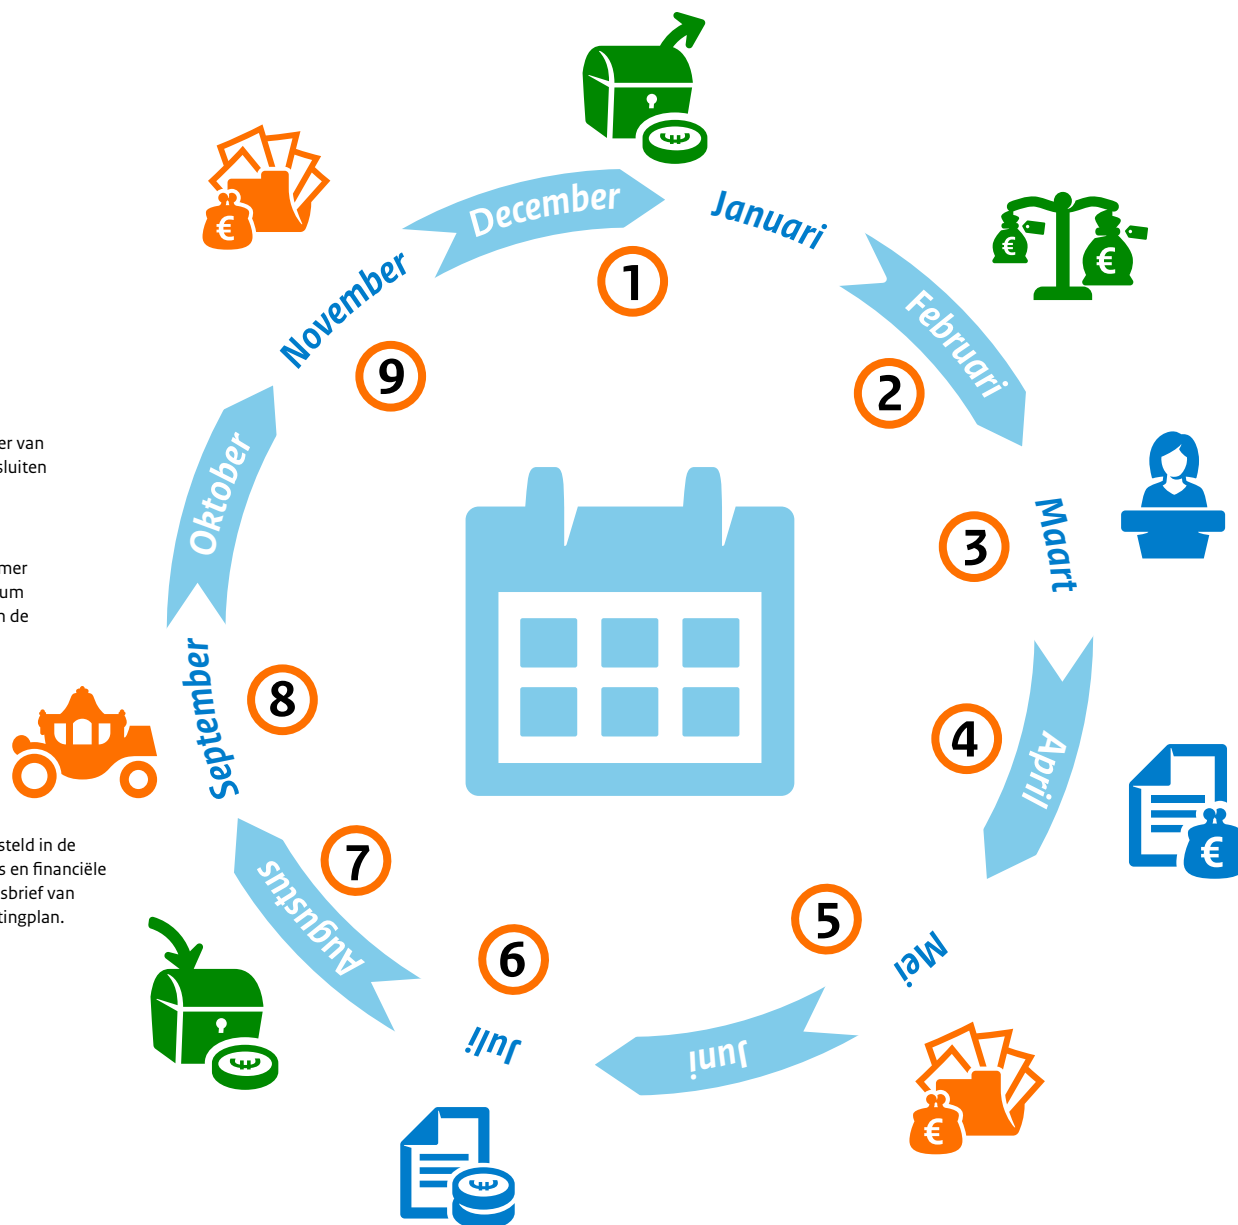 Januari
Februari
Maart
April
Mei
Juni
Juli
Augustus
September
Oktober
November
December
1
2
3
4
5
6
7
8
9
€
€
€
€
€
er van
sluiten
mer
um
n de
steld in de
s en financiële
sbrief van
tingplan.